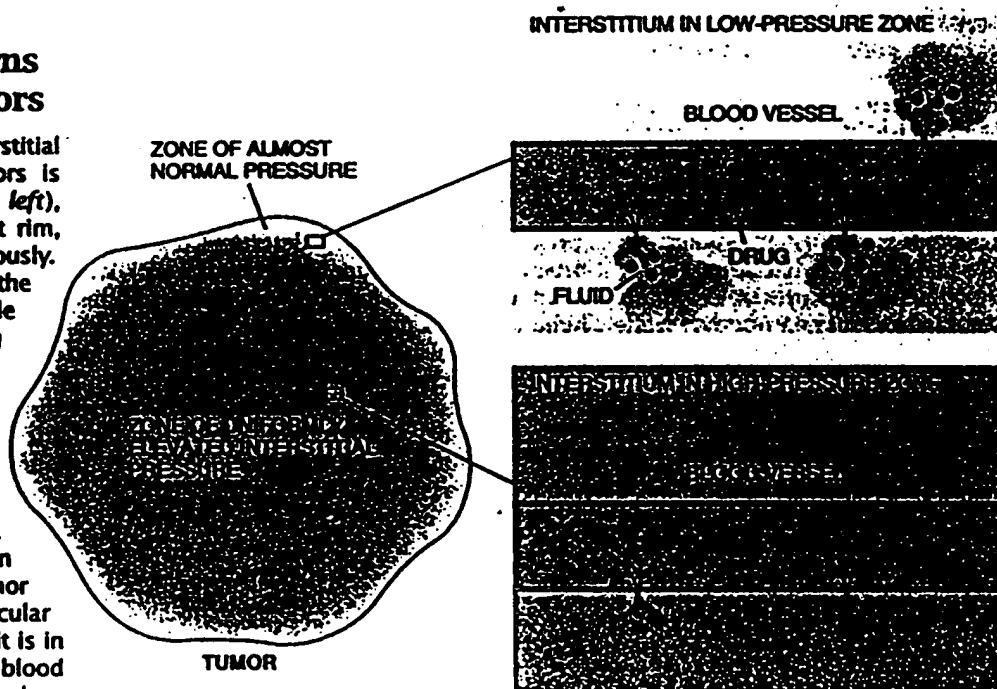 ns
ors
rstitial
ors is
left),
t rim,
ously.
the
le
n
mor
cular
it is in
blood
ZONE OF ALMOST
NORMAL PRESSURE
ZONE OF UNIFORMLY
ELEVATED INTERSTITIAL
PRESSURE
TUMOR
INTERSTITIUM IN LOW-PRESSURE ZONE
BLOOD VESSEL
DRUG
FLUID
INTERSTITIUM IN HIGH-PRESSURE ZONE
BLOOD VESSEL